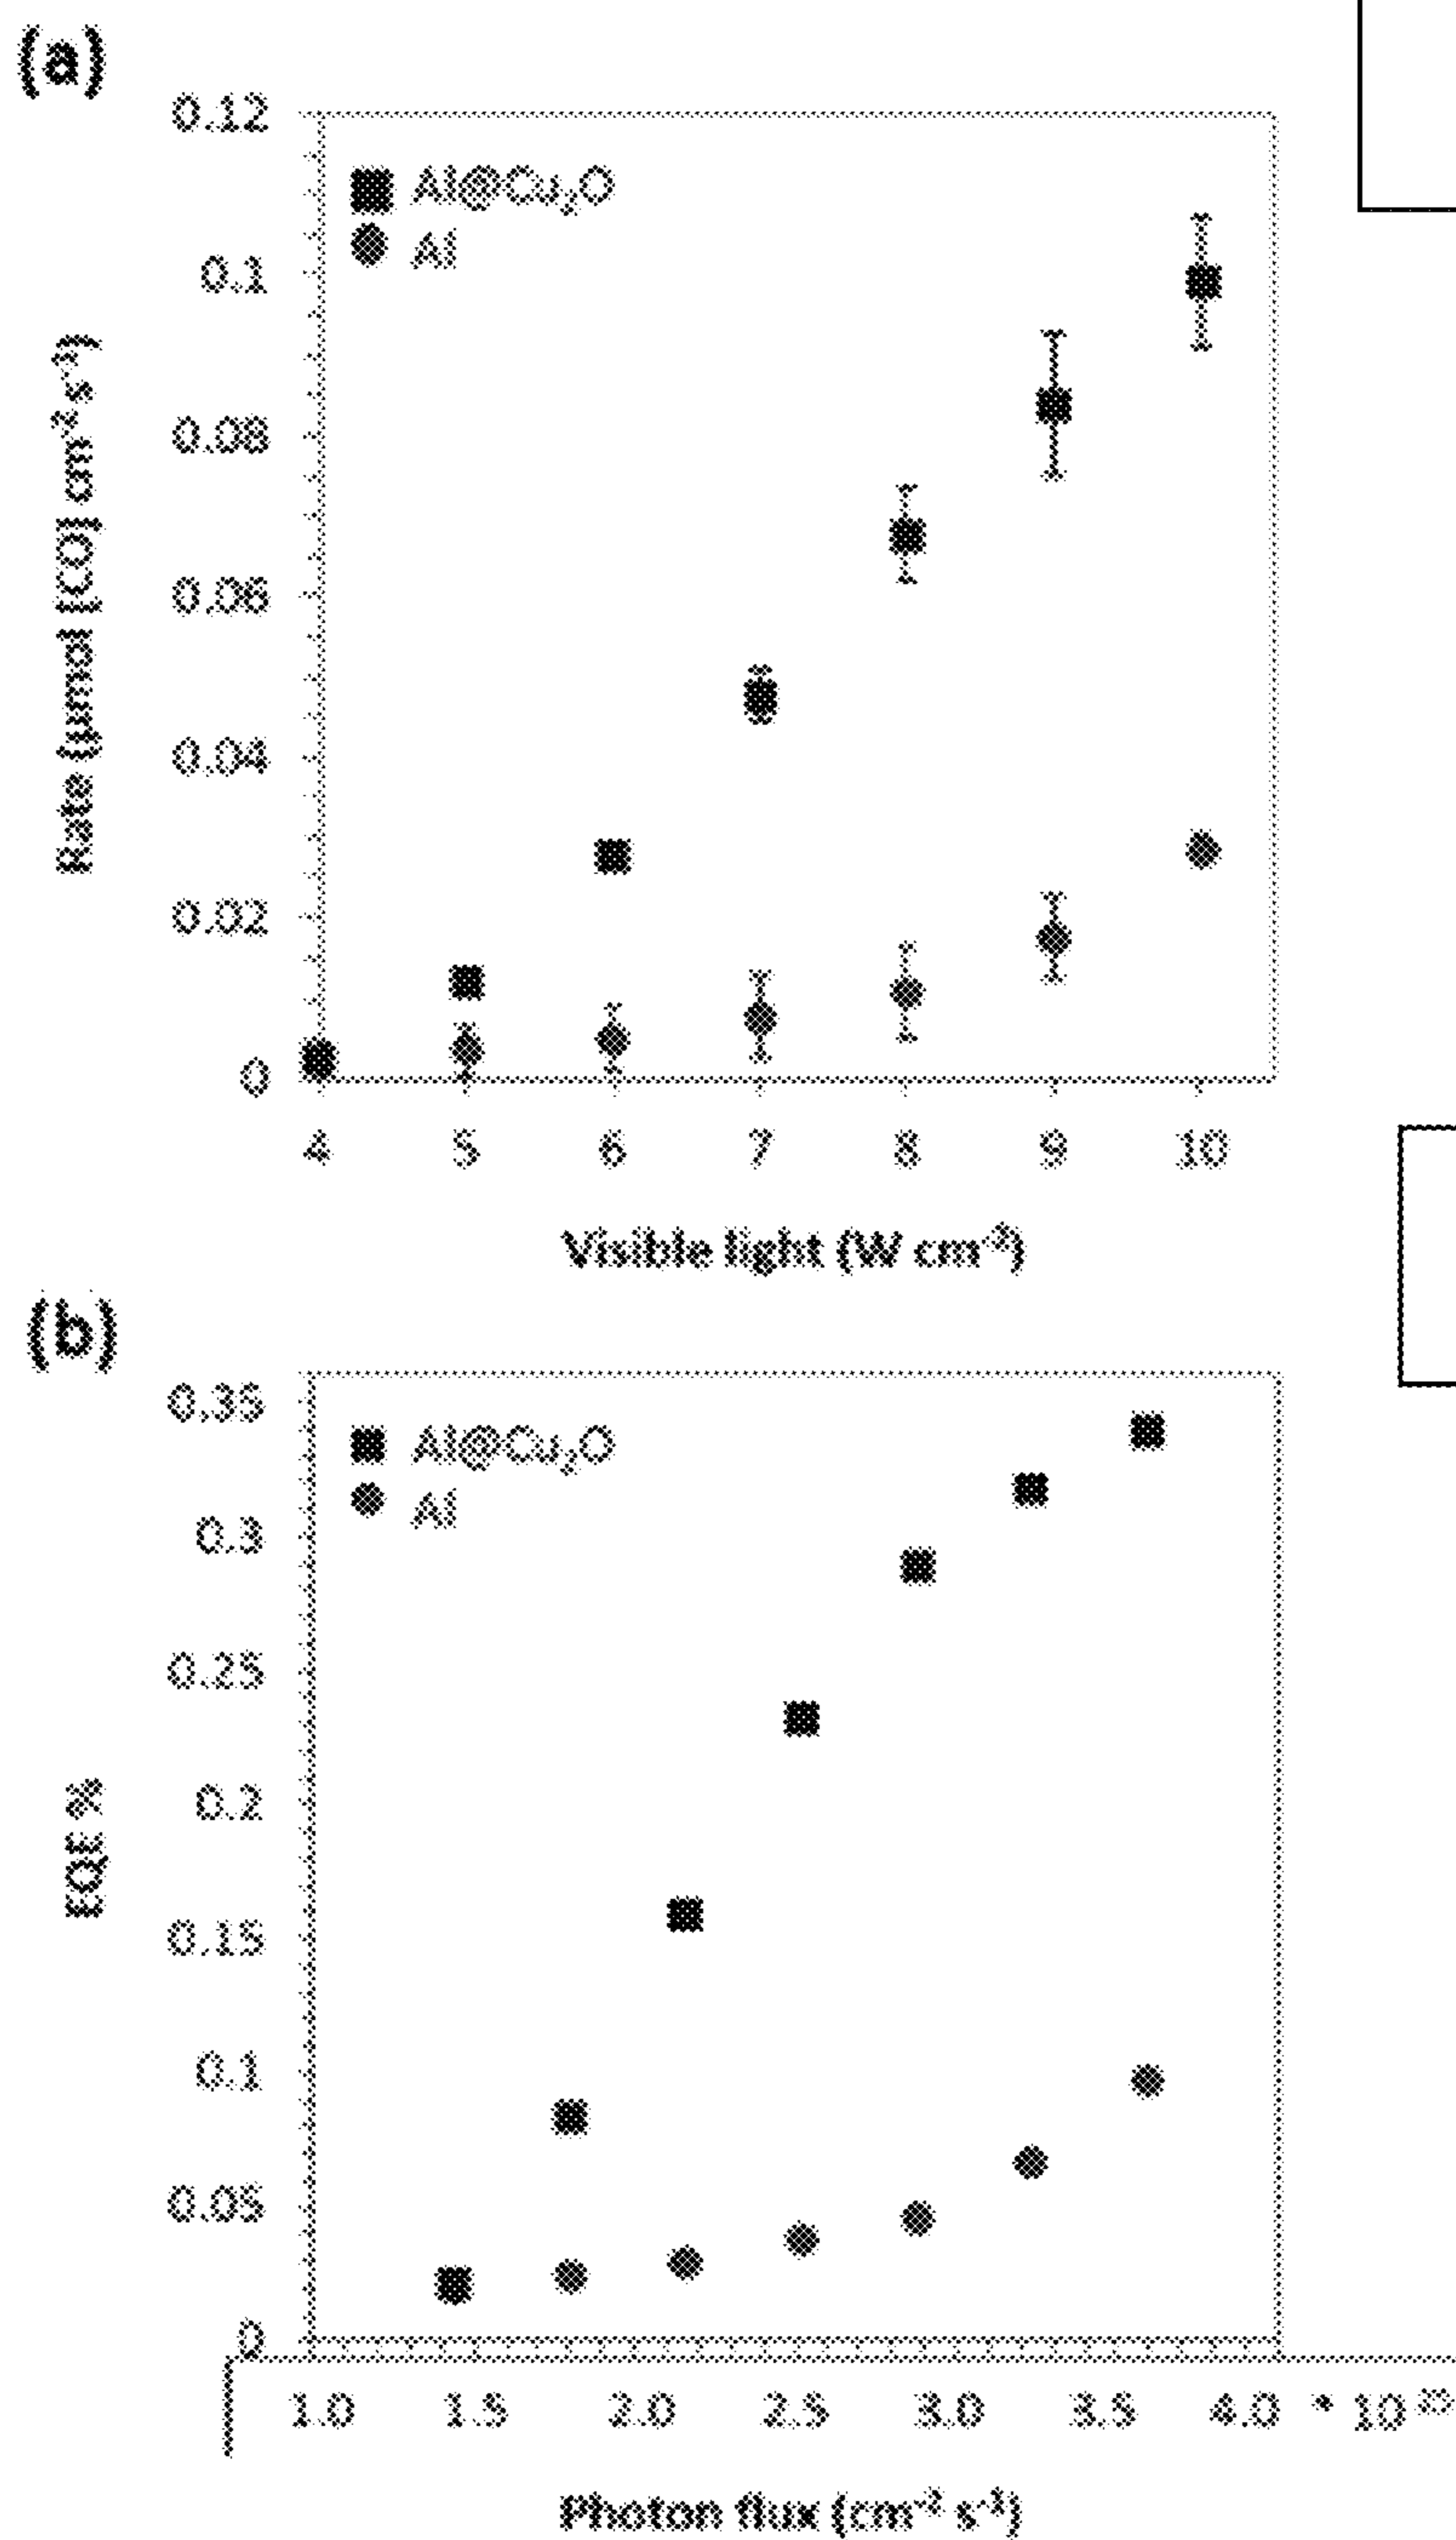 (a)
0.12
0.1
0.08
0.06
0.04
0.02
0
Al@Cu₂O
Al
Rate (µmol [CO] cm⁻² s⁻¹)
4 5 6 7 8 9 10
Visible light (W cm⁻²)
(b)
0.35
0.3
0.25
0.2
0.15
0.1
0.05
0
Al@Cu₂O
Al
EQE %
1.0 1.5 2.0 2.5 3.0 3.5 4.0 * 10
Photon flux (cm⁻² s⁻¹)